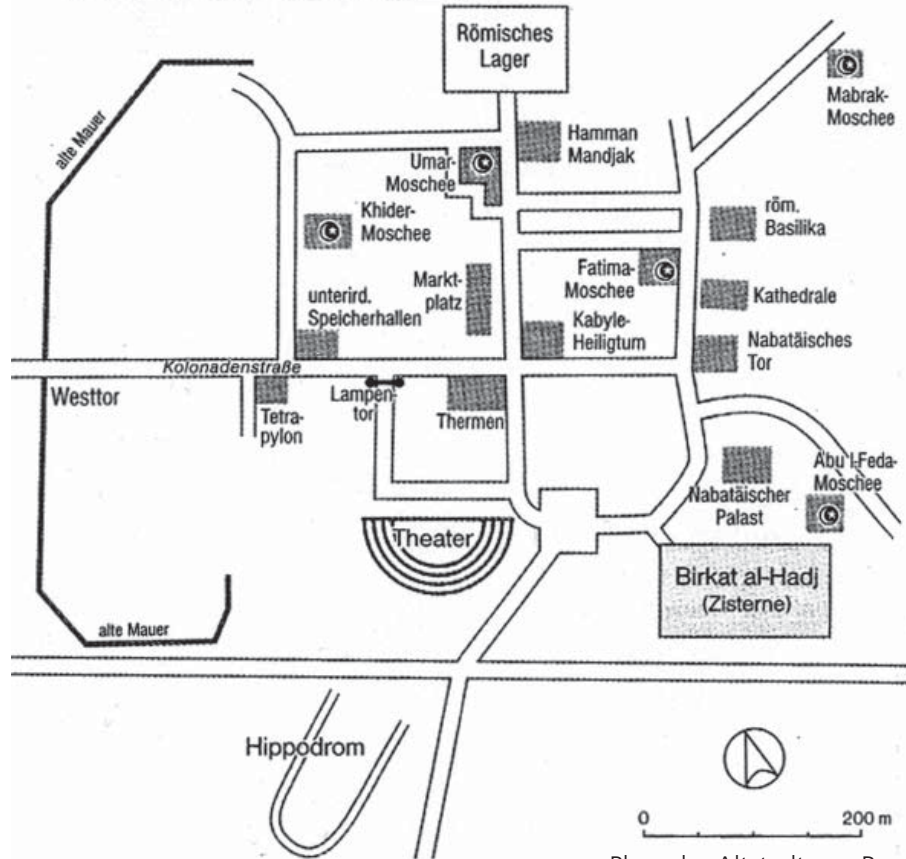 Römisches
Lager
Mabrak-
Moschee
alte Mauer
Hamman
Mandjak
Umar-
Moschee
Khider-
Moschee
röm.
Basilika
Fatima-
Moschee
Markt-
platz
unterird.
Speicherhallen
Kathedrale
Kabyle-
Heiligtum
Nabatäisches
Tor
Kolonadenstraße
Westtor
Lampen-
tor
Tetra-
pylon
Thermen
Abu'l-Feda-
Moschee
Nabatäischer
Palast
Theater
Birkat al-Hadj
(Zisterne)
alte Mauer
Hippodrom
0 200 m